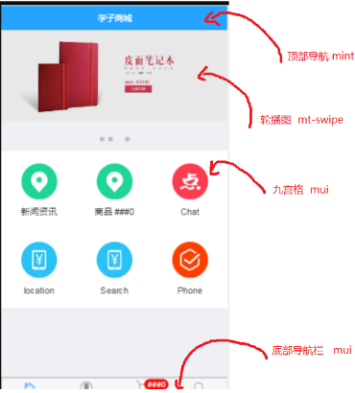 学子商城
顶部导航 mint
皮面笔记本
轮播图 mt-swipe
新闻资讯
商品 ###0
Chat
九宫格 mui
location
Search
Phone
底部导航栏 mui
###0